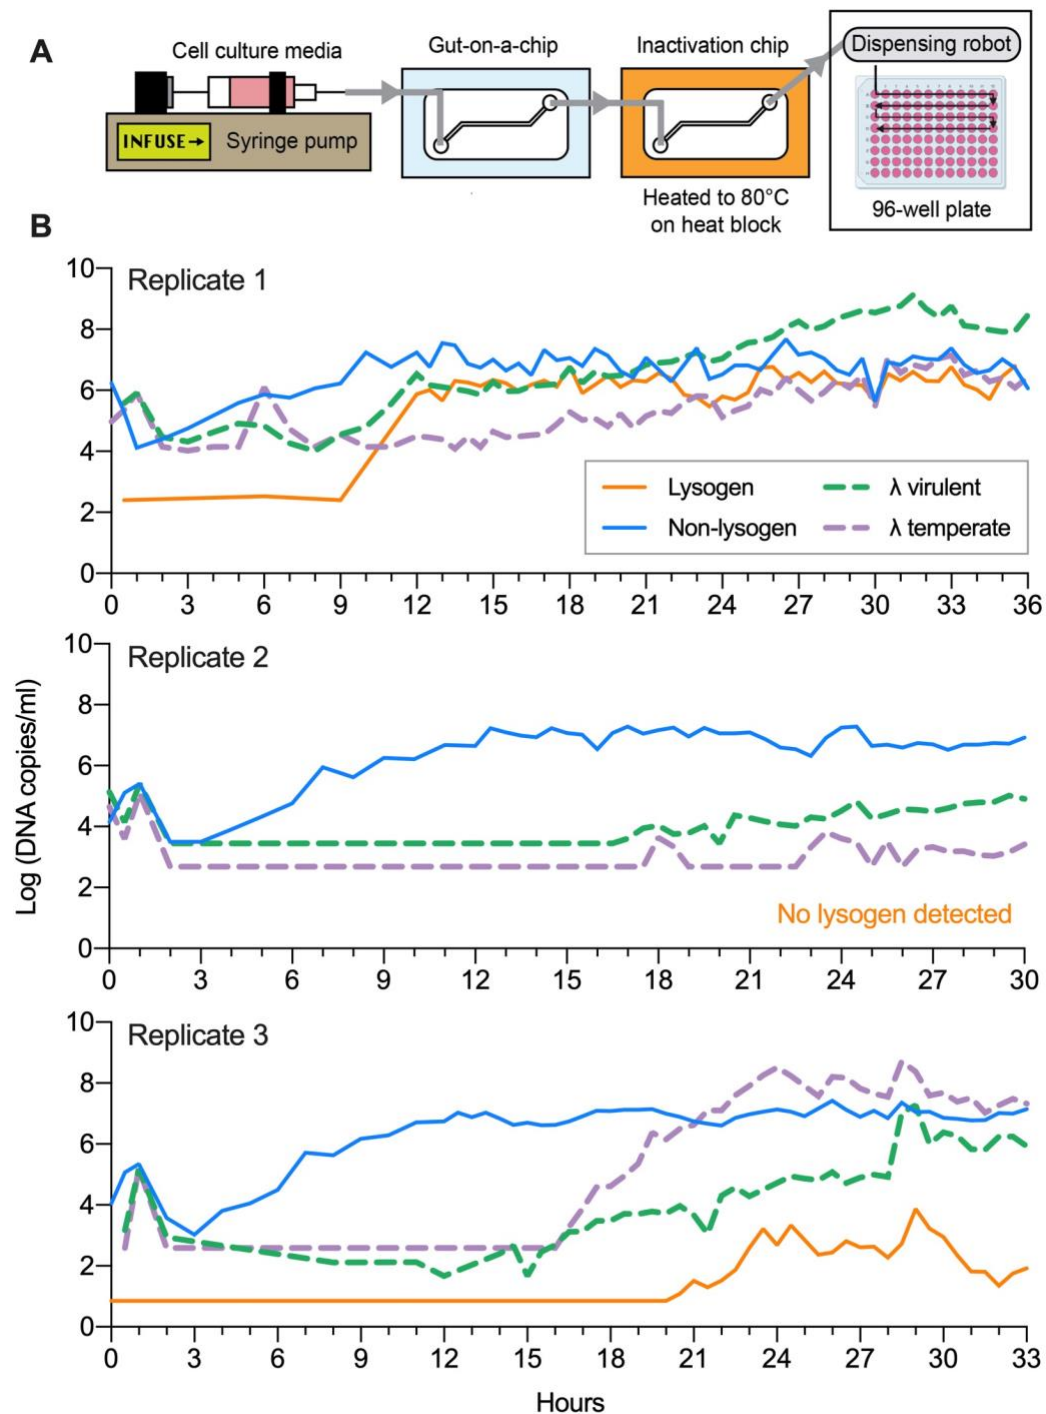 A
Cell culture media
INFUSE→
Syringe pump
Gut-on-a-chip
Inactivation chip
Heated to 80°C
on heat block
Dispensing robot
96-well plate
B
Replicate 1
10
8
6
4
2
0
Lysogen
Non-lysogen
λ virulent
λ temperate
0 3 6 9 12 15 18 21 24 27 30 33 36
Log (DNA copies/ml)
Replicate 2
10
8
6
4
2
0
No lysogen detected
0 3 6 9 12 15 18 21 24 27 30
Replicate 3
10
8
6
4
2
0
0 3 6 9 12 15 18 21 24 27 30 33
Hours